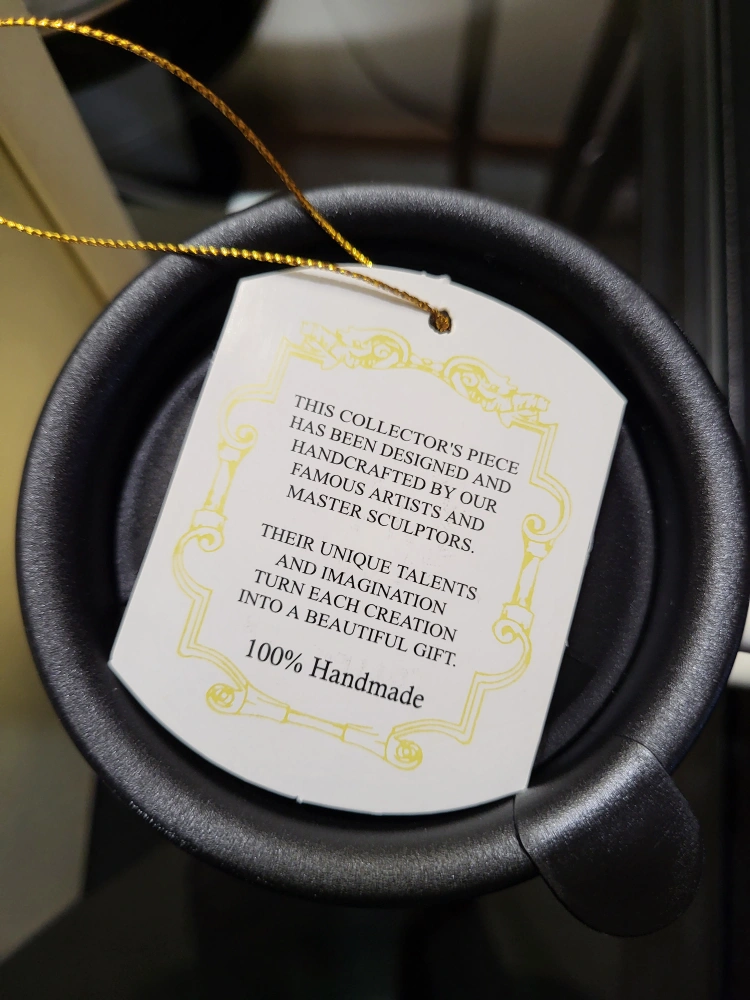 THIS COLLECTOR'S PIECE
HAS BEEN DESIGNED AND
HANDCRAFTED BY OUR
FAMOUS ARTISTS AND
MASTER SCULPTORS.
THEIR UNIQUE TALENTS
AND IMAGINATION
TURN EACH CREATION
INTO A BEAUTIFUL GIFT.
100% Handmade